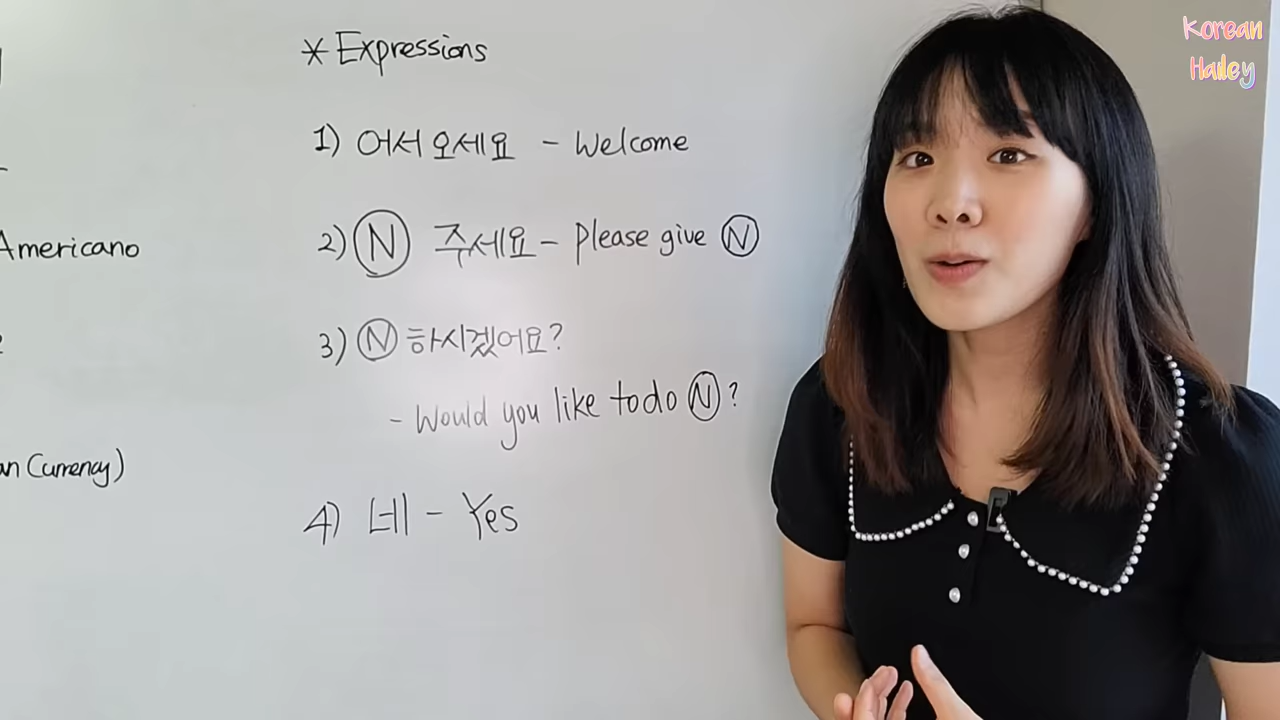 * Expressions
1) 어서 오세요 - Welcome
2) Ⓝ 주세요 - please give Ⓝ
Americano
3) Ⓝ 하시겠어요?
- Would you like to do Ⓝ ?
an Currency)
4) 네 - Yes
Korean
Hailey